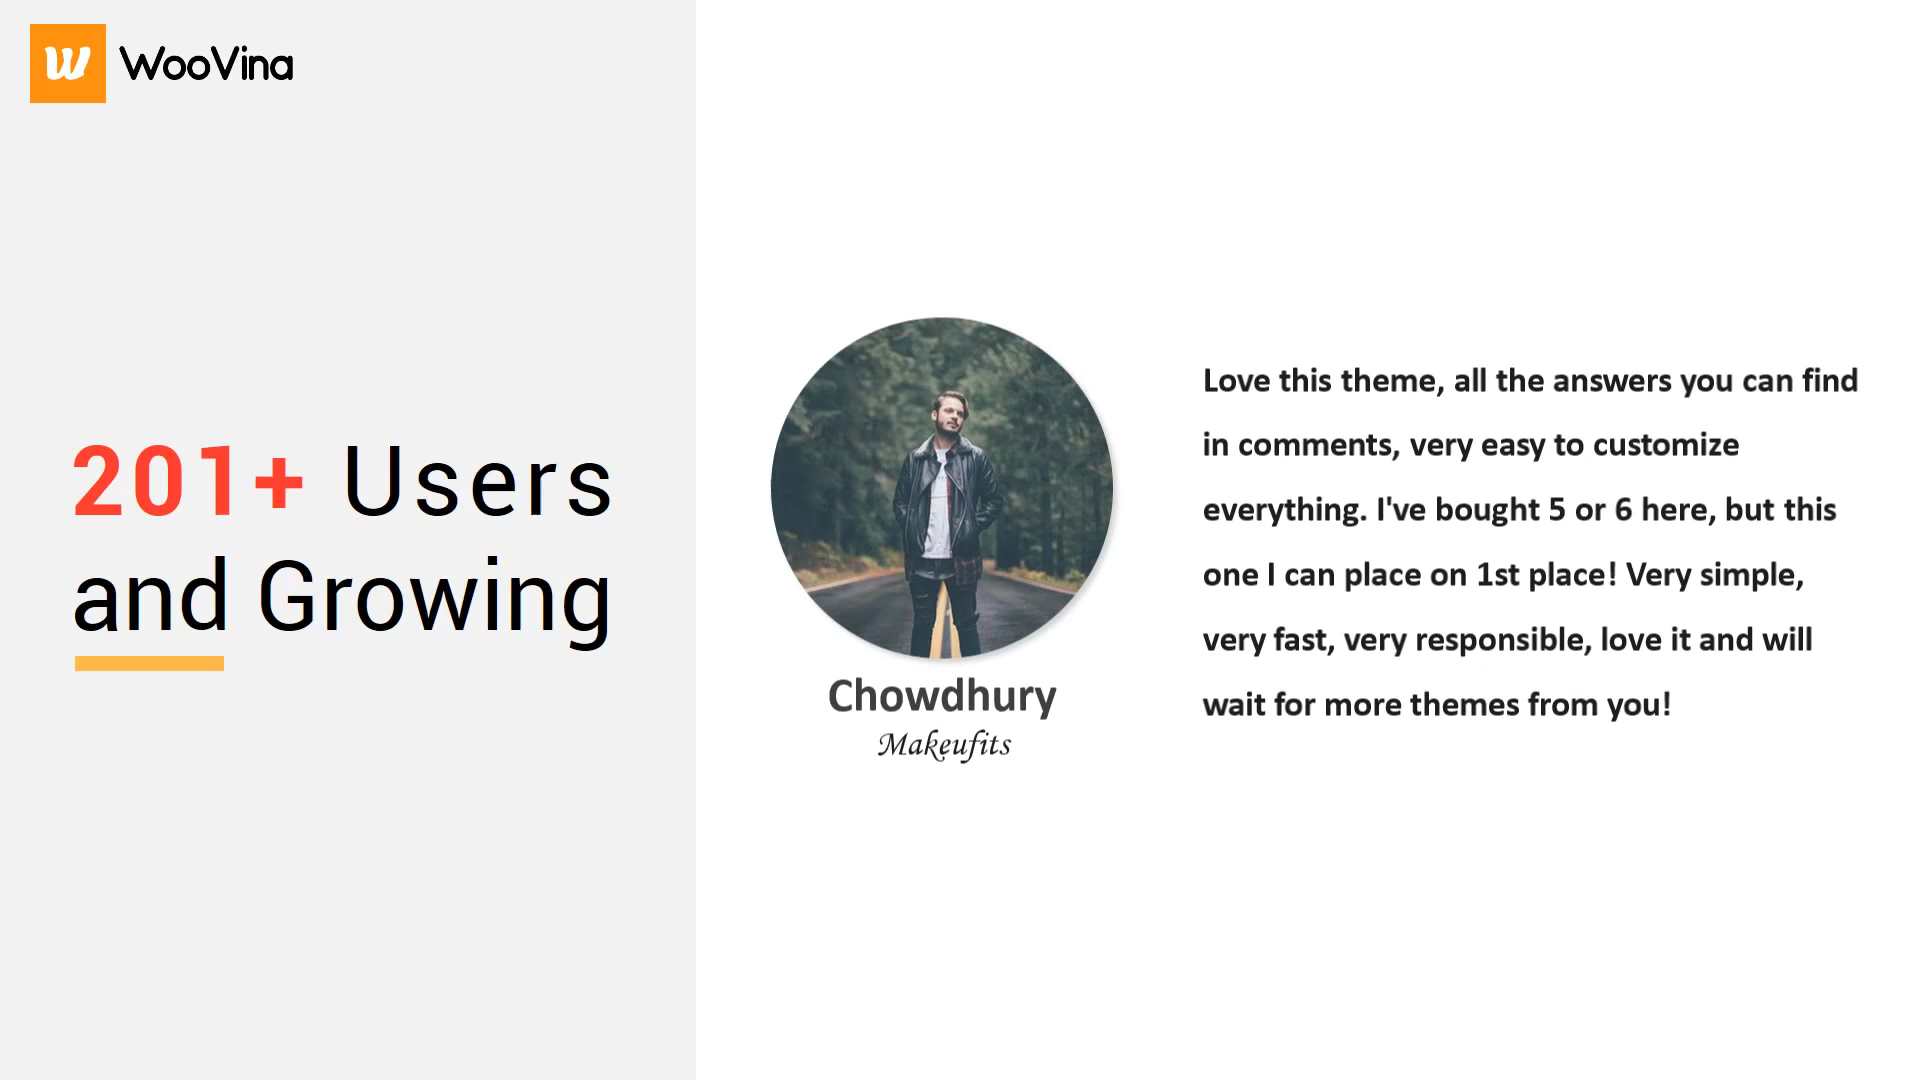 W WooVina
201+ Users
and Growing
Chowdhury
Makeufits
Love this theme, all the answers you can find
in comments, very easy to customize
everything. I've bought 5 or 6 here, but this
one I can place on 1st place! Very simple,
very fast, very responsible, love it and will
wait for more themes from you!